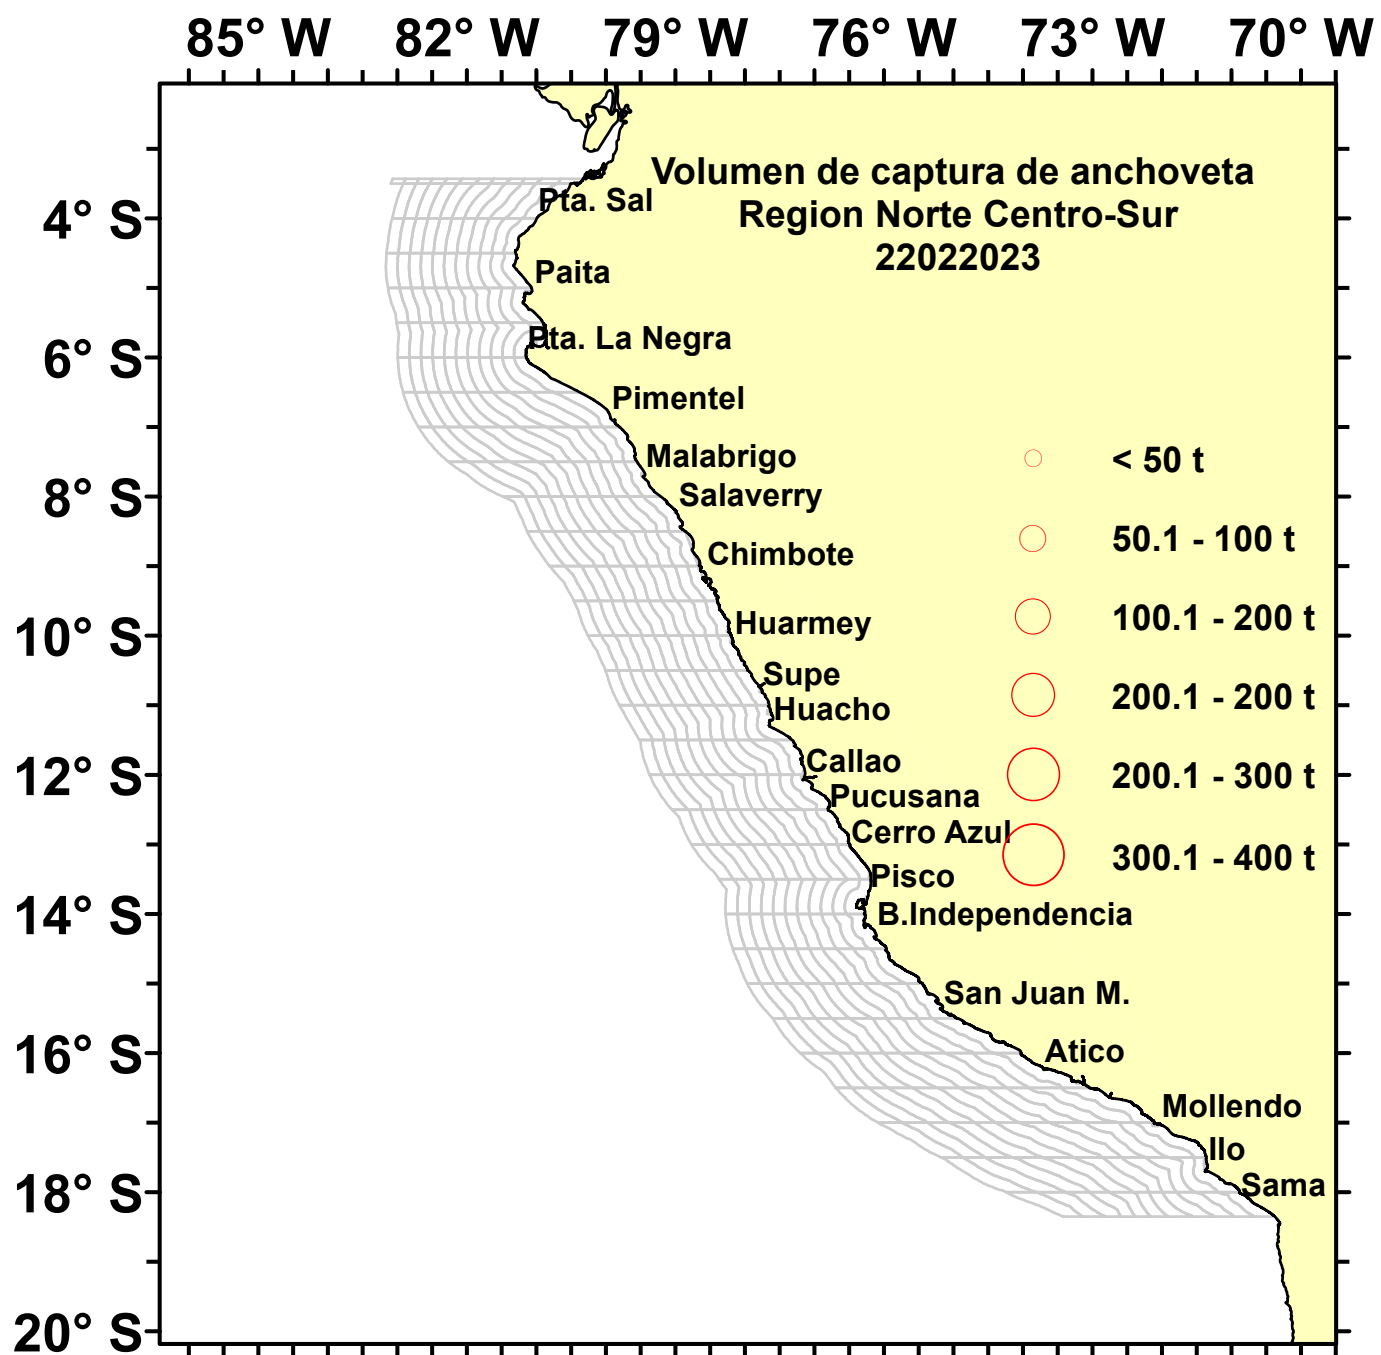 85° W 82° W 79° W 76° W 73° W 70° W
Volumen de captura de anchoveta
Region Norte Centro-Sur
22022023
4° S
6° S
8° S
10° S
12° S
14° S
16° S
18° S
20° S
Pta. Sal
Paita
Pta. La Negra
Pimentel
Malabrigo
Salaverry
Chimbote
Huarmey
Supe
Huacho
Callao
Pucusana
Cerro Azul
Pisco
B.Independencia
San Juan M.
Atico
Mollendo
Ilo
Sama
< 50 t
50.1 - 100 t
100.1 - 200 t
200.1 - 200 t
200.1 - 300 t
300.1 - 400 t